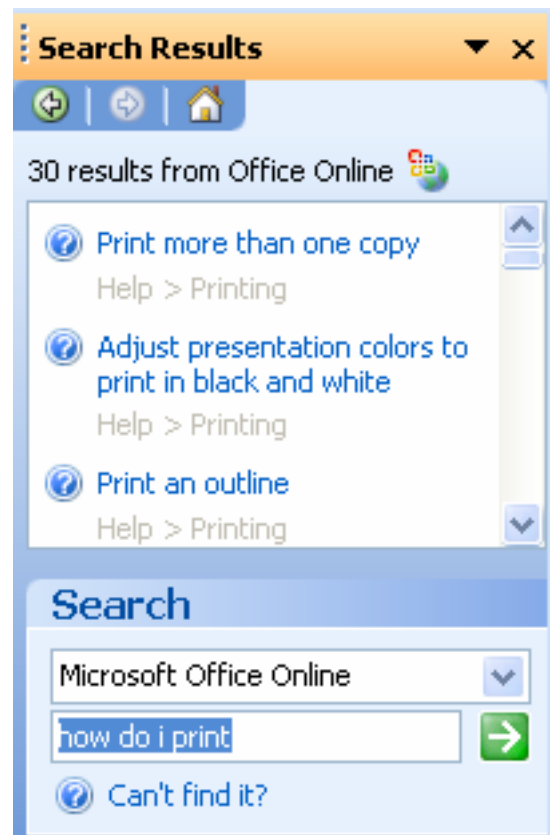 Search Results
30 results from Office Online
Print more than one copy
Help > Printing
Adjust presentation colors to
print in black and white
Help > Printing
Print an outline
Help > Printing
Search
Microsoft Office Online
how do i print
Can't find it?